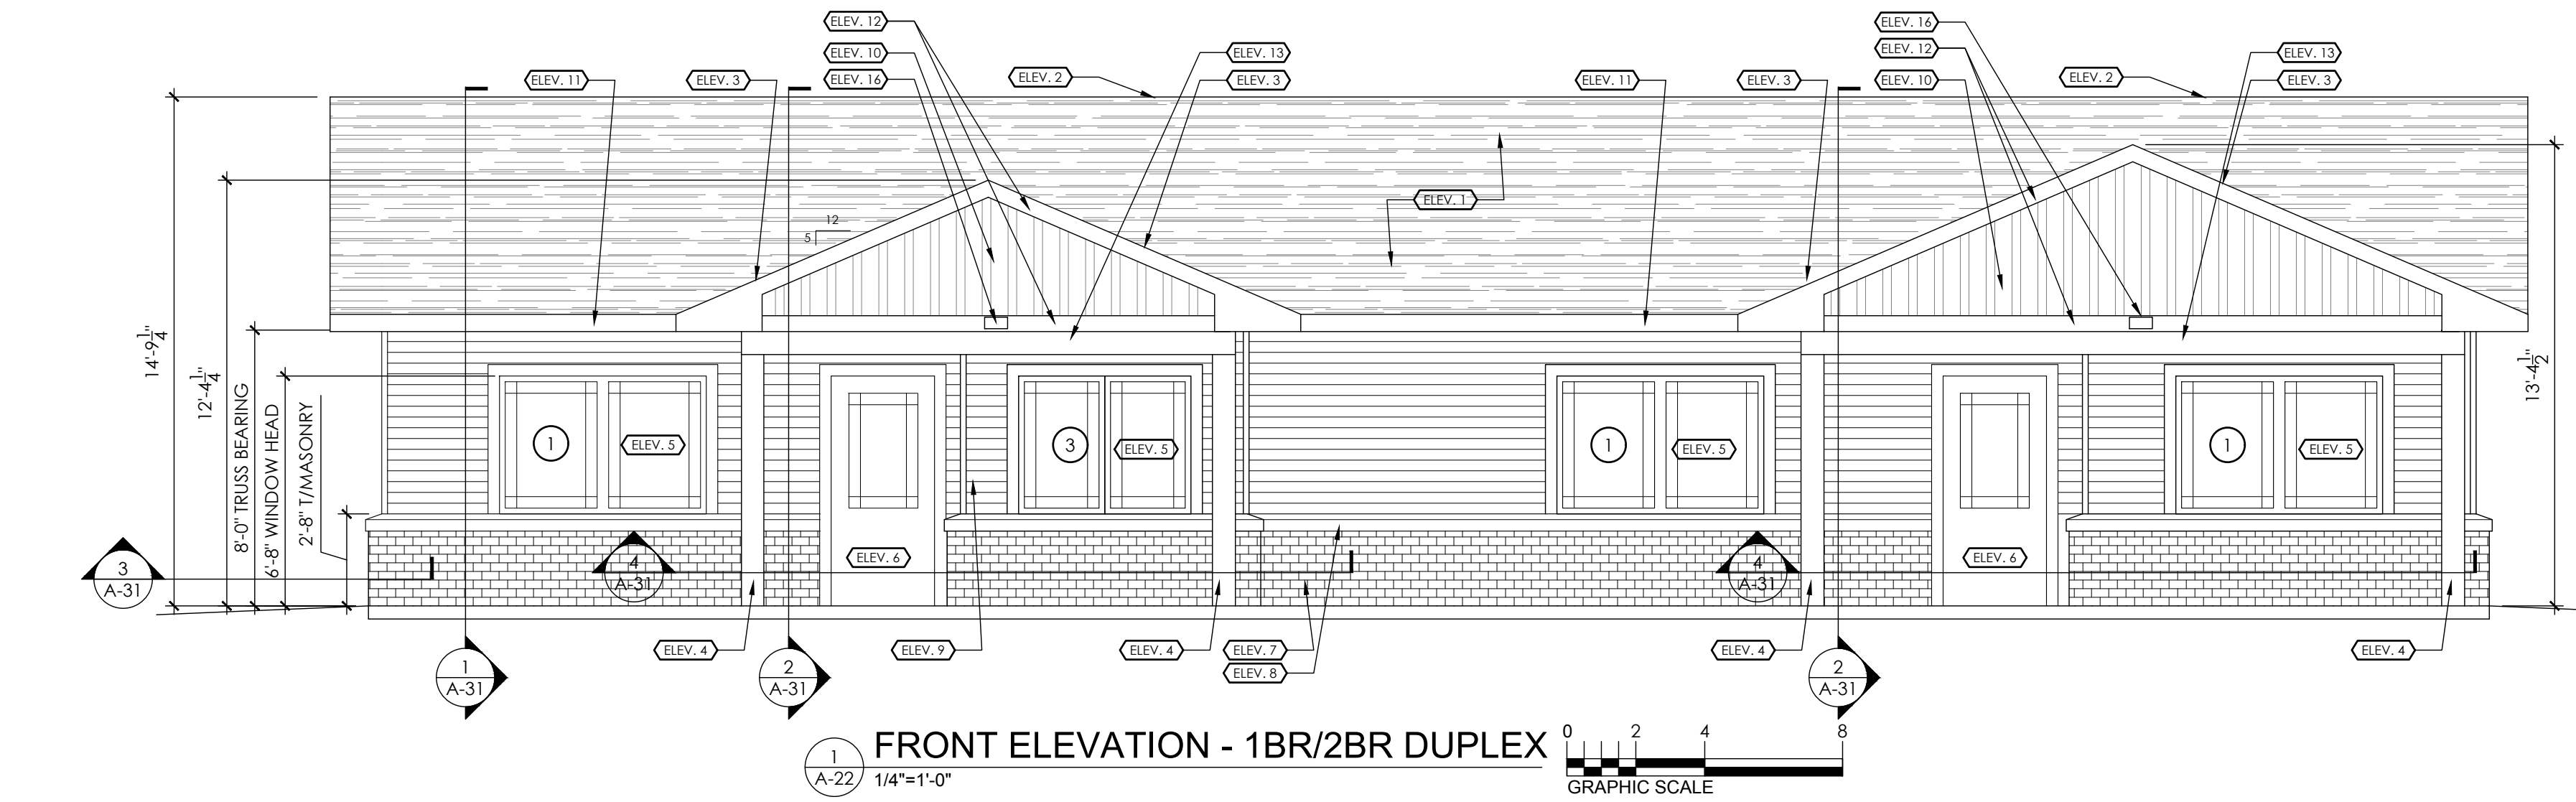 ELEV. 12
ELEV. 10
ELEV. 16
ELEV. 11
ELEV. 3
ELEV. 2
ELEV. 13
ELEV. 3
ELEV. 11
ELEV. 3
ELEV. 16
ELEV. 12
ELEV. 10
ELEV. 2
ELEV. 13
ELEV. 3
ELEV. 1
12
5
14'-9 1/4"
12'-4 1/4"
8'-0" TRUSS BEARING
6'-8" WINDOW HEAD
2'-8" T/MASONRY
13'-4 1/2"
1
ELEV. 5
3
ELEV. 5
1
ELEV. 5
1
ELEV. 5
ELEV. 6
ELEV. 6
3
A-31
4
A-31
4
A-31
ELEV. 4
ELEV. 9
ELEV. 4
ELEV. 7
ELEV. 8
ELEV. 4
ELEV. 4
1
A-31
2
A-31
2
A-31
1
A-22
FRONT ELEVATION - 1BR/2BR DUPLEX
1/4"=1'-0"
0 2 4 8
GRAPHIC SCALE